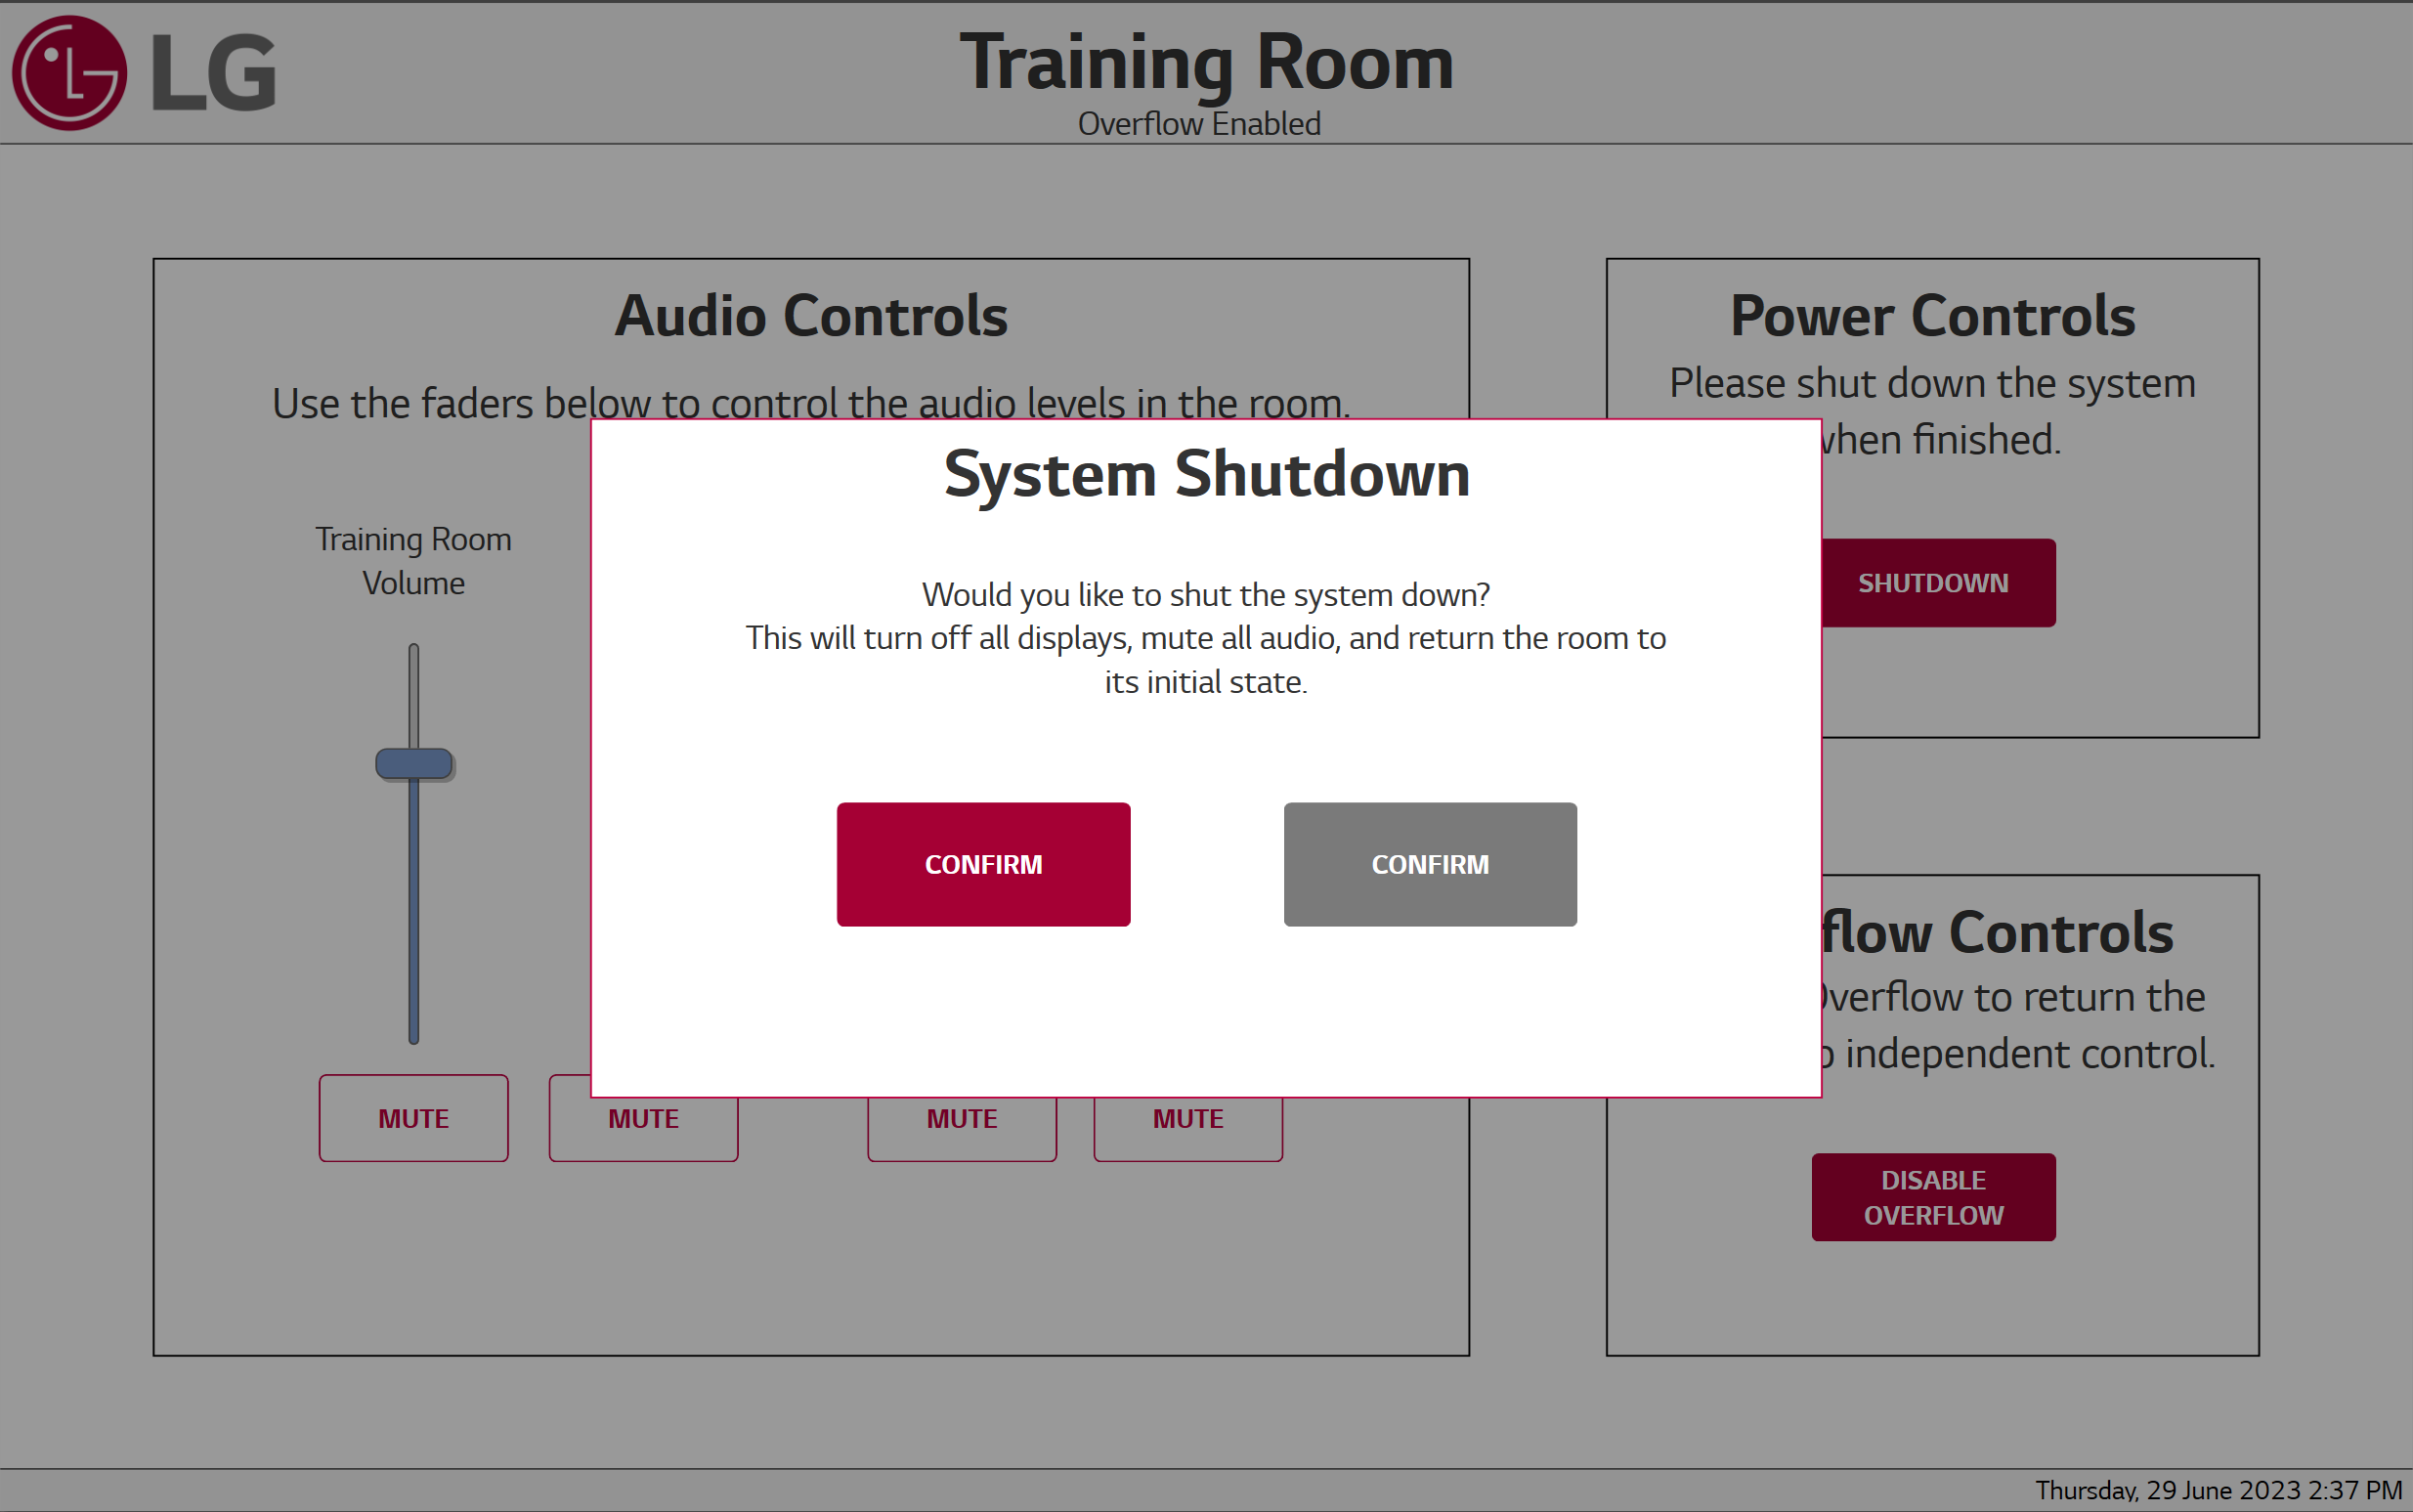 LG
Training Room
Overflow Enabled
Audio Controls
Use the faders below to control the audio levels in the room.
Training Room
Volume
MUTE
MUTE
MUTE
MUTE
Power Controls
Please shut down the system
when finished.
SHUTDOWN
System Shutdown
Would you like to shut the system down?
This will turn off all displays, mute all audio, and return the room to
its initial state.
CONFIRM
CONFIRM
flow Controls
Overflow to return the
independent control.
DISABLE
OVERFLOW
Thursday, 29 June 2023 2:37 PM